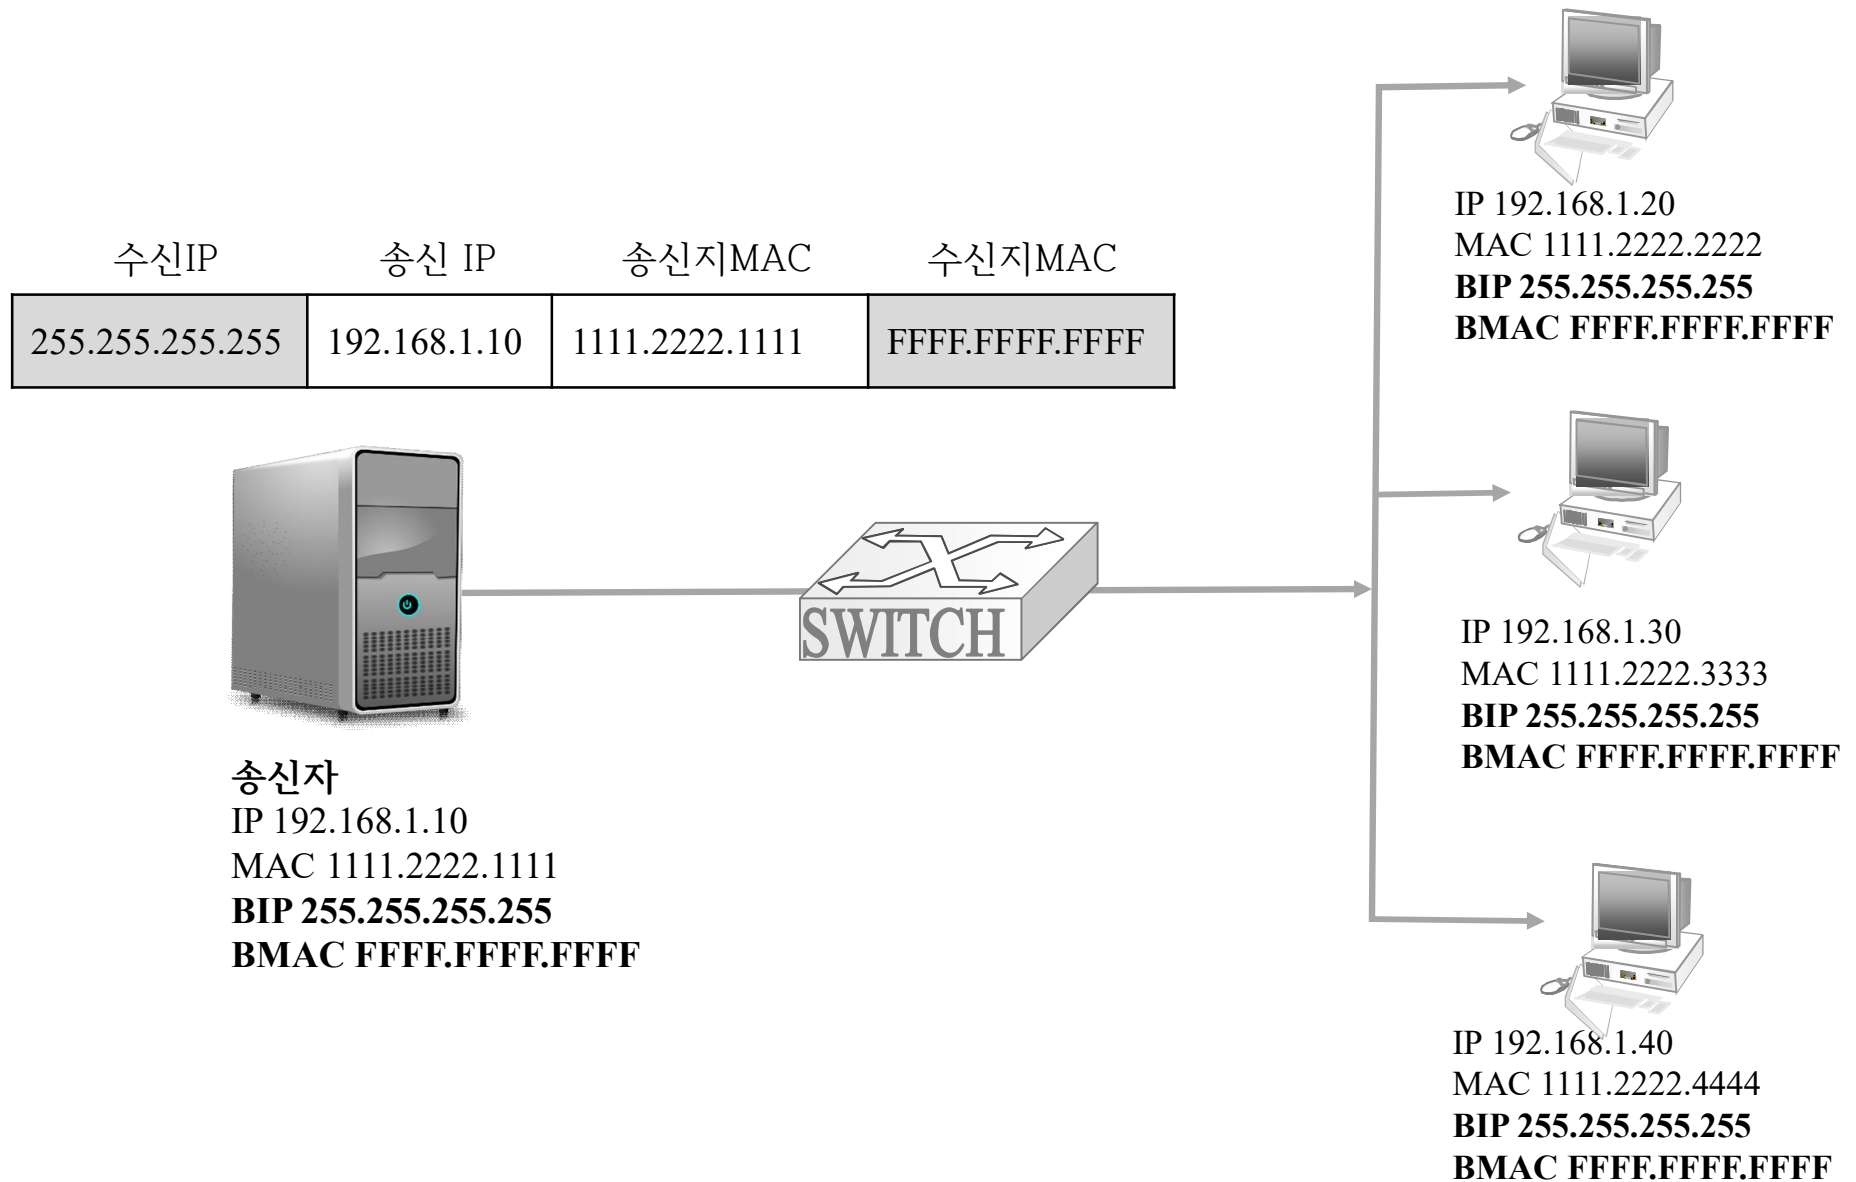 수신IP 송신 IP 송신지MAC 수신지MAC
255.255.255.255 192.168.1.10 1111.2222.1111 FFFF.FFFF.FFFF
SWITCH
송신자
IP 192.168.1.10
MAC 1111.2222.1111
BIP 255.255.255.255
BMAC FFFF.FFFF.FFFF
IP 192.168.1.20
MAC 1111.2222.2222
BIP 255.255.255.255
BMAC FFFF.FFFF.FFFF
IP 192.168.1.30
MAC 1111.2222.3333
BIP 255.255.255.255
BMAC FFFF.FFFF.FFFF
IP 192.168.1.40
MAC 1111.2222.4444
BIP 255.255.255.255
BMAC FFFF.FFFF.FFFF